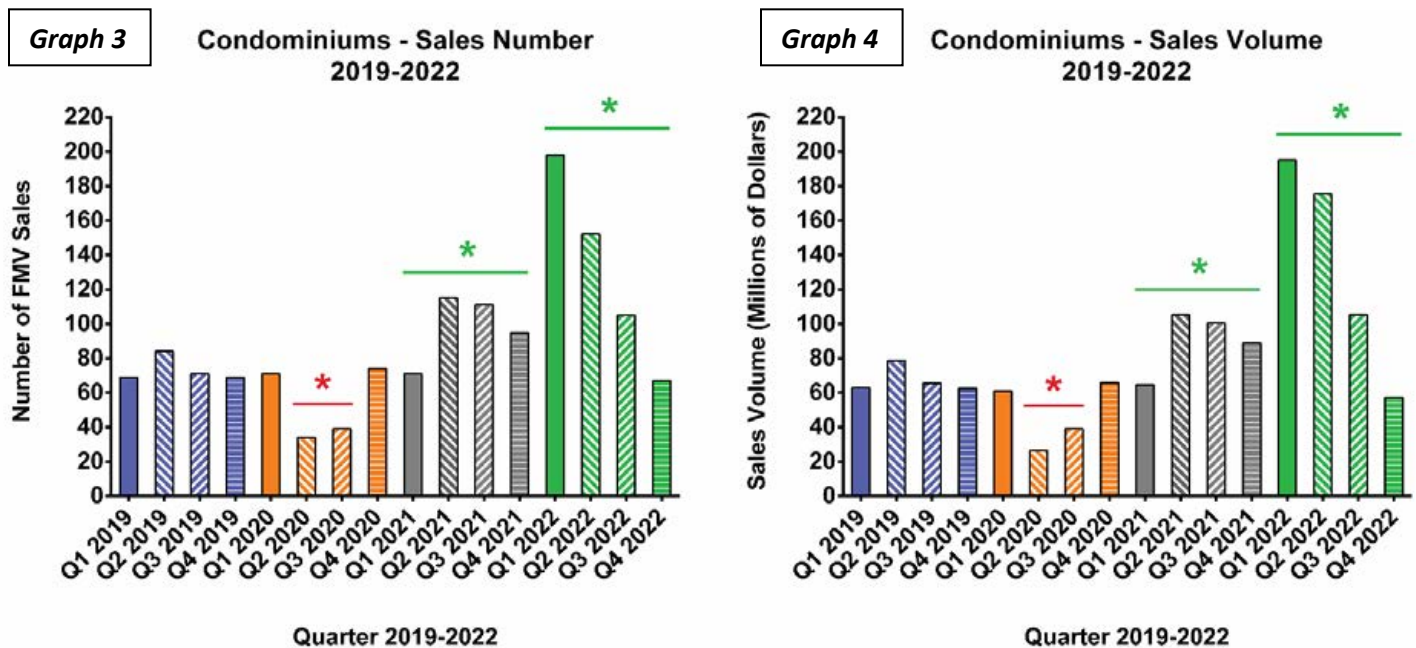 Graph 3
Condominiums - Sales Number
2019-2022
Number of FMV Sales
220
200
180
160
140
120
100
80
60
40
20
0
*
*
*
Q1 2019
Q2 2019
Q3 2019
Q4 2019
Q1 2020
Q2 2020
Q3 2020
Q4 2020
Q1 2021
Q2 2021
Q3 2021
Q4 2021
Q1 2022
Q2 2022
Q3 2022
Q4 2022
Quarter 2019-2022
Graph 4
Condominiums - Sales Volume
2019-2022
Sales Volume (Millions of Dollars)
220
200
180
160
140
120
100
80
60
40
20
0
*
*
*
Q1 2019
Q2 2019
Q3 2019
Q4 2019
Q1 2020
Q2 2020
Q3 2020
Q4 2020
Q1 2021
Q2 2021
Q3 2021
Q4 2021
Q1 2022
Q2 2022
Q3 2022
Q4 2022
Quarter 2019-2022